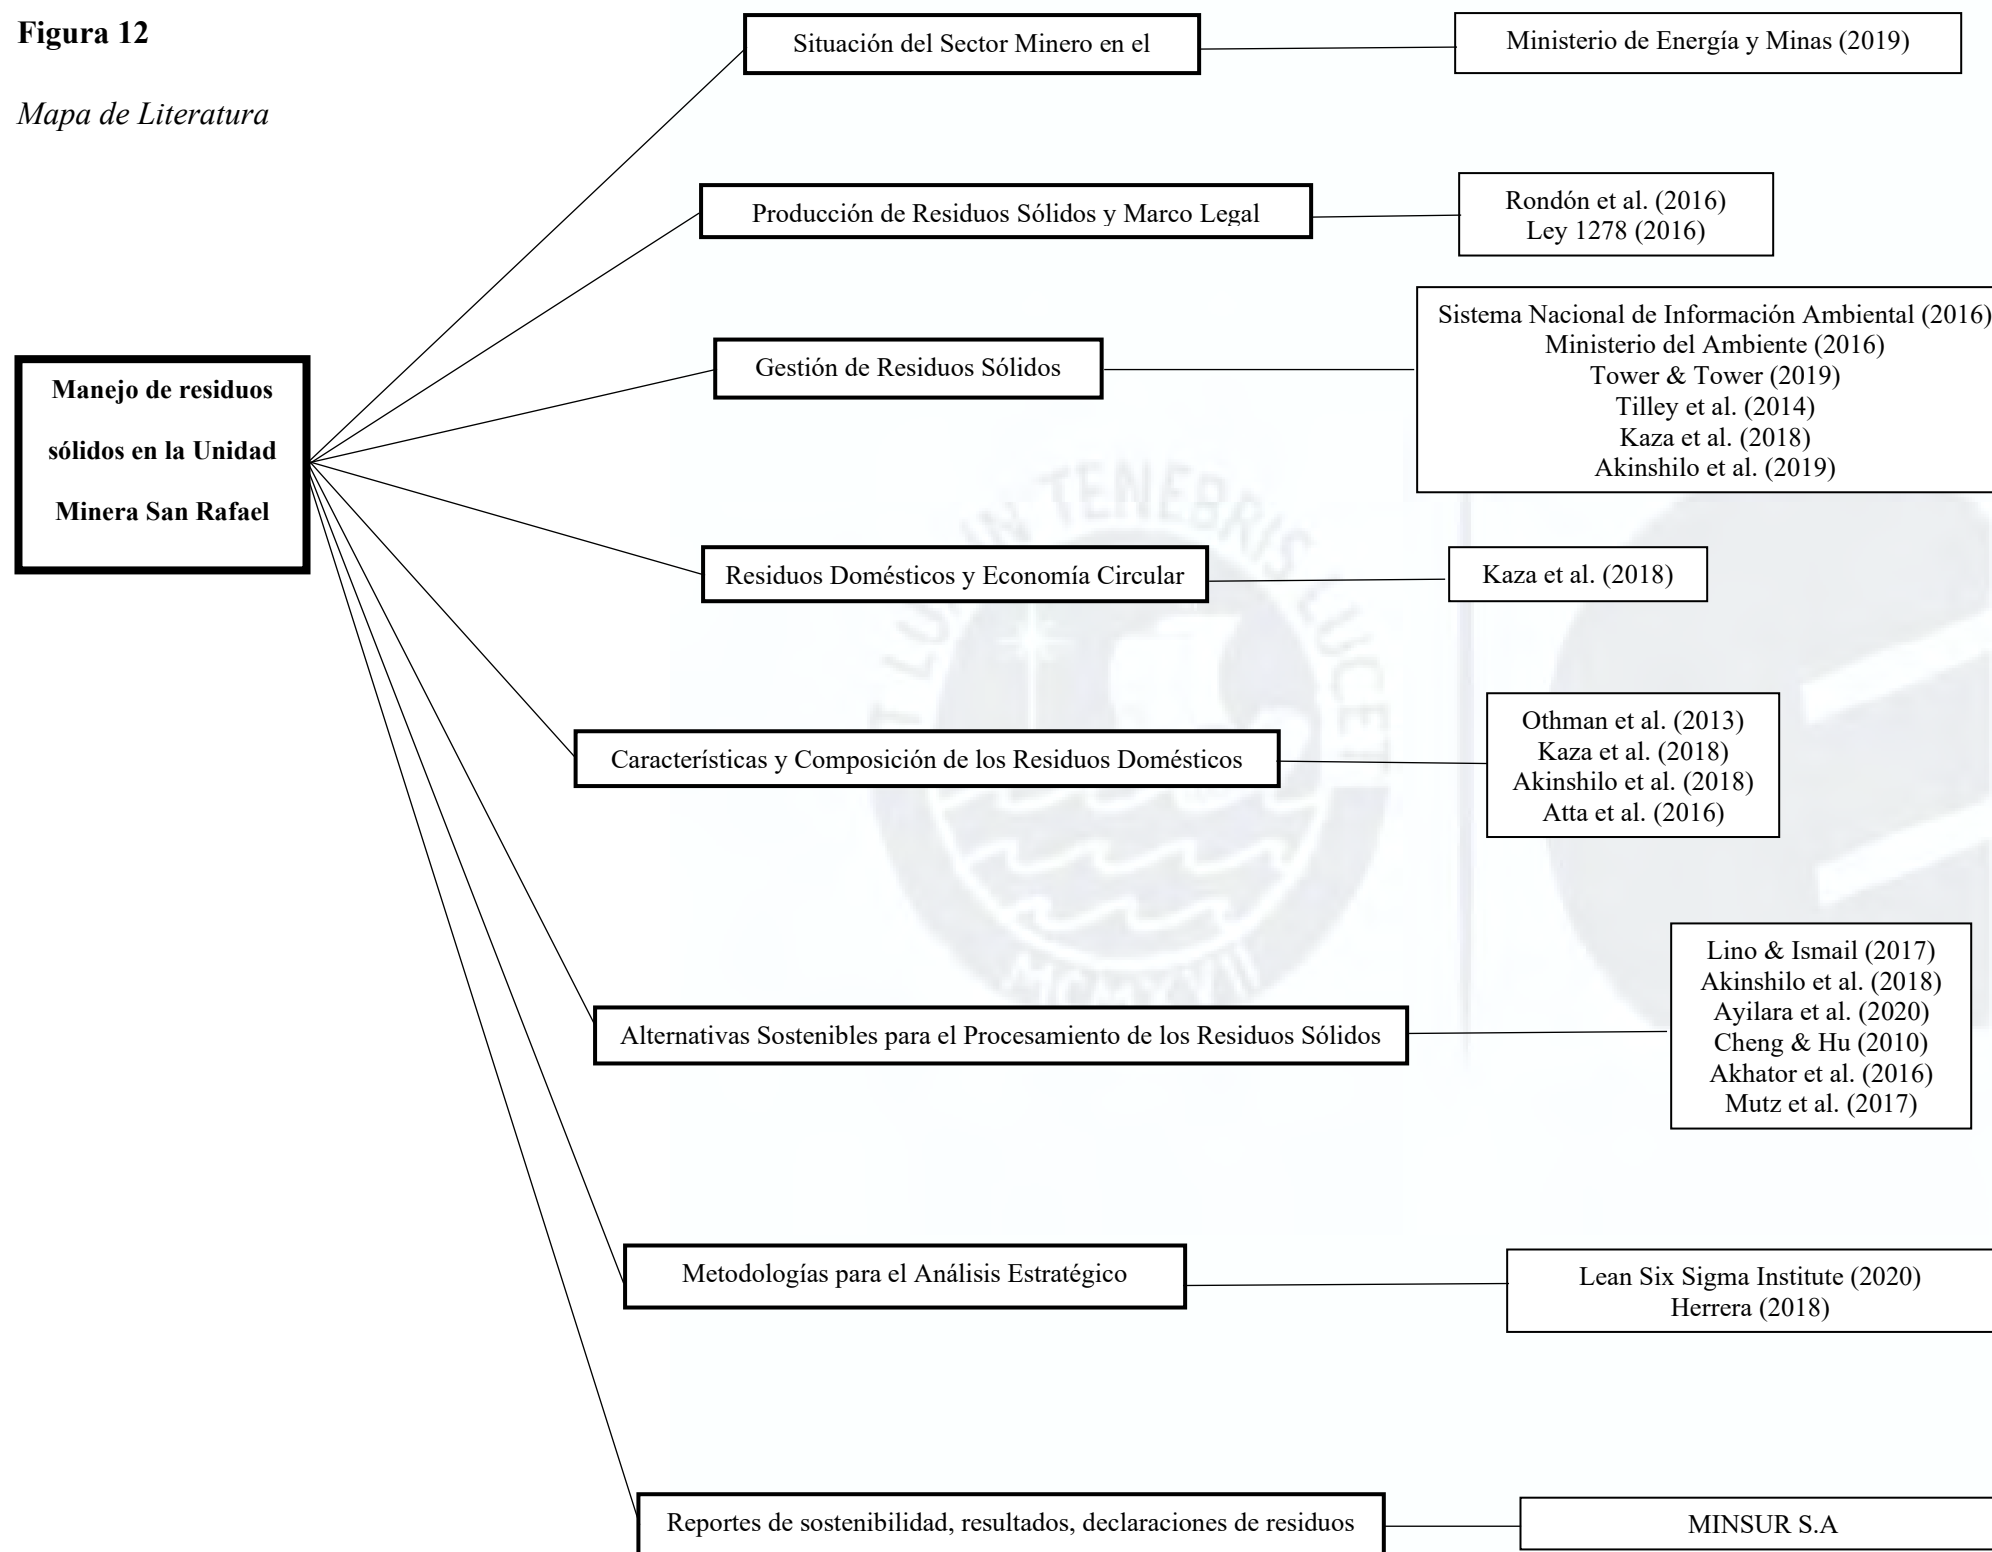 Figura 12
Mapa de Literatura
Manejo de residuos
sólidos en la Unidad
Minera San Rafael
Situación del Sector Minero en el
Ministerio de Energía y Minas (2019)
Producción de Residuos Sólidos y Marco Legal
Rondón et al. (2016)
Ley 1278 (2016)
Gestión de Residuos Sólidos
Sistema Nacional de Información Ambiental (2016)
Ministerio del Ambiente (2016)
Tower & Tower (2019)
Tilley et al. (2014)
Kaza et al. (2018)
Akinshilo et al. (2019)
Residuos Domésticos y Economía Circular
Kaza et al. (2018)
Características y Composición de los Residuos Domésticos
Othman et al. (2013)
Kaza et al. (2018)
Akinshilo et al. (2018)
Atta et al. (2016)
Alternativas Sostenibles para el Procesamiento de los Residuos Sólidos
Lino & Ismail (2017)
Akinshilo et al. (2018)
Ayilara et al. (2020)
Cheng & Hu (2010)
Akhator et al. (2016)
Mutz et al. (2017)
Metodologías para el Análisis Estratégico
Lean Six Sigma Institute (2020)
Herrera (2018)
Reportes de sostenibilidad, resultados, declaraciones de residuos
MINSUR S.A
ET LUX IN TENEBRIS LUCET
MCMXVII